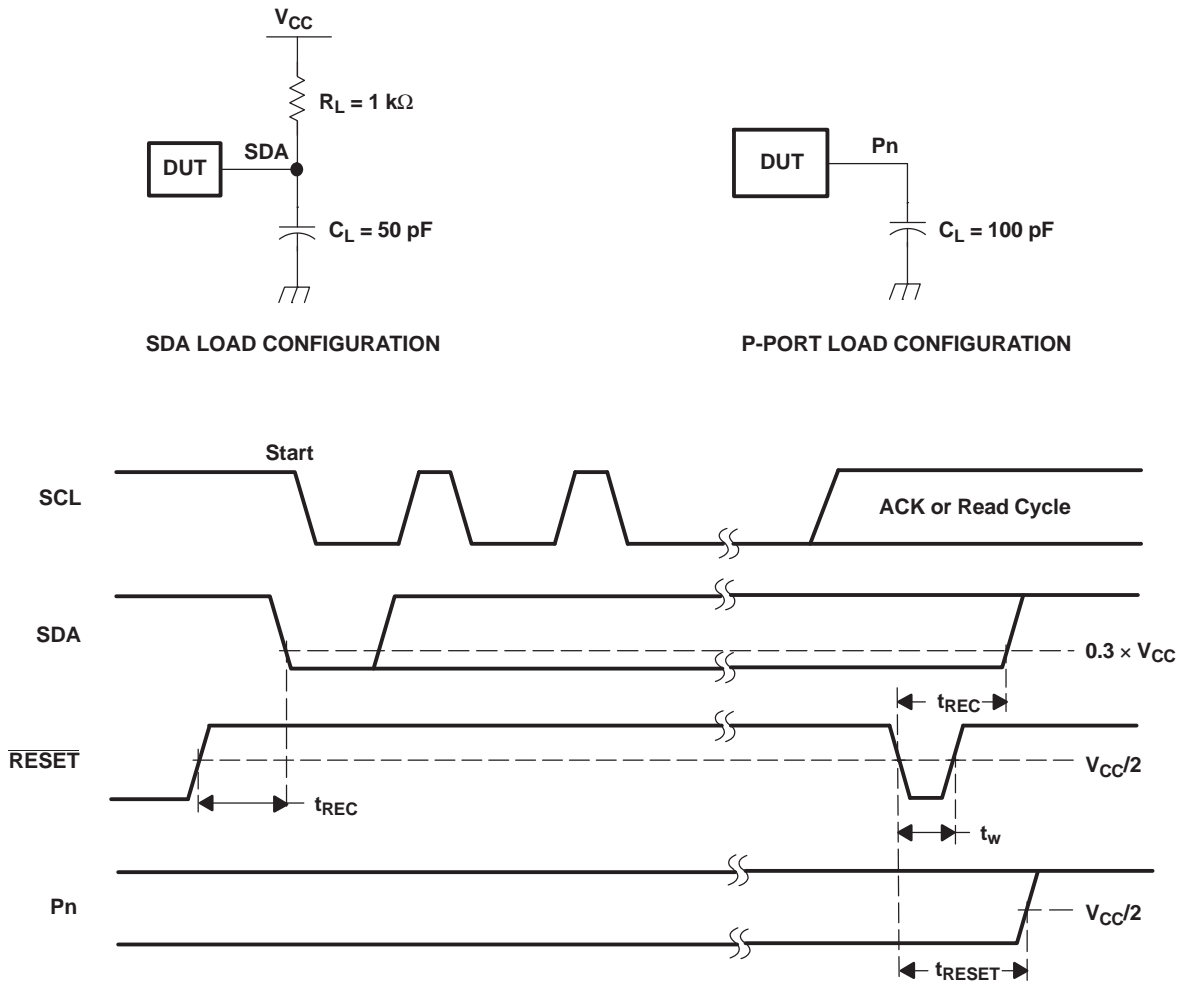 VCC
RL = 1 kΩ
DUT
SDA
CL = 50 pF
SDA LOAD CONFIGURATION
DUT
Pn
CL = 100 pF
P-PORT LOAD CONFIGURATION
Start
SCL
ACK or Read Cycle
SDA
0.3 × VCC
tREC
RESET
VCC/2
tREC
tw
Pn
VCC/2
tRESET